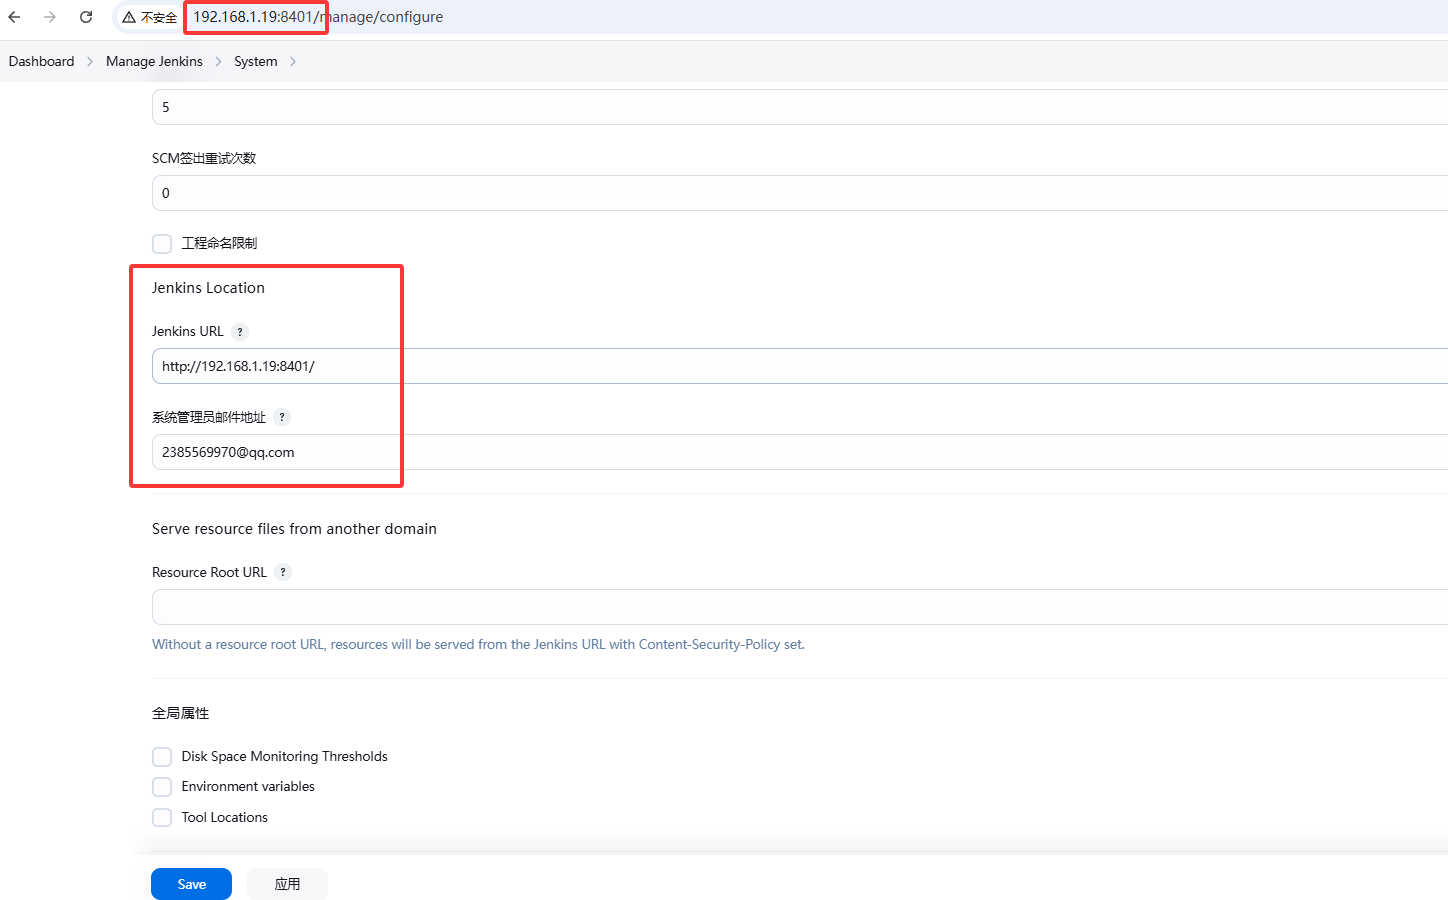 不安全 192.168.1.19:8401/manage/configure
Dashboard Manage Jenkins System
5
SCM签出重试次数
0
工程命名限制
Jenkins Location
Jenkins URL ?
http://192.168.1.19:8401/
系统管理员邮件地址 ?
2385569970@qq.com
Serve resource files from another domain
Resource Root URL ?
Without a resource root URL, resources will be served from the Jenkins URL with Content-Security-Policy set.
全局属性
Disk Space Monitoring Thresholds
Environment variables
Tool Locations
Save 应用